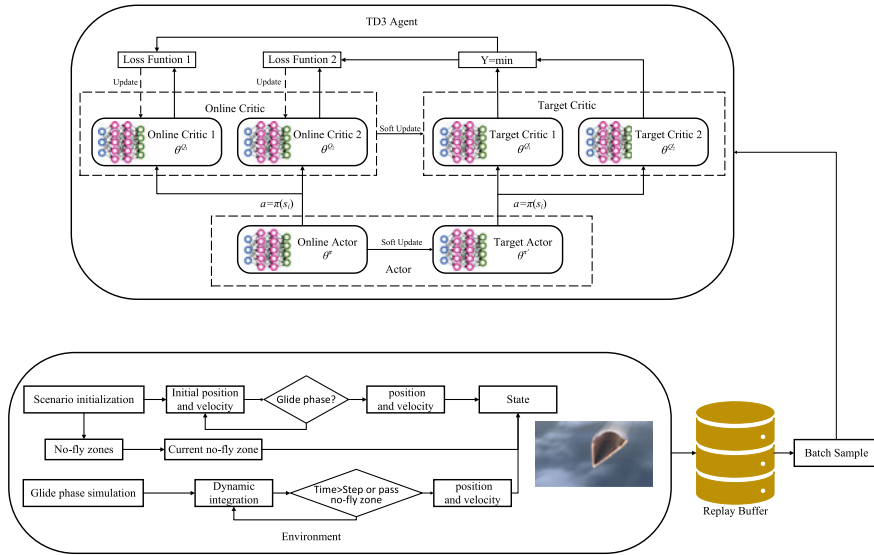 TD3 Agent
Loss Funtion 1
Loss Funtion 2
Y=min
Update
Update
Online Critic
Target Critic
Online Critic 1
θ^Q₁
Online Critic 2
θ^Q₂
Soft Update
Target Critic 1
θ^Q₁′
Target Critic 2
θ^Q₂′
a=π(sₜ)
a=π(sₜ)
Online Actor
θ^π
Soft Update
Target Actor
θ^π′
Actor
Scenario initialization
Initial position
and velocity
Glide phase?
position
and velocity
State
No-fly zones
Current no-fly zone
Glide phase simulation
Dynamic
integration
Time>Step or pass
no-fly zone
position
and velocity
Environment
Replay Buffer
Batch Sample